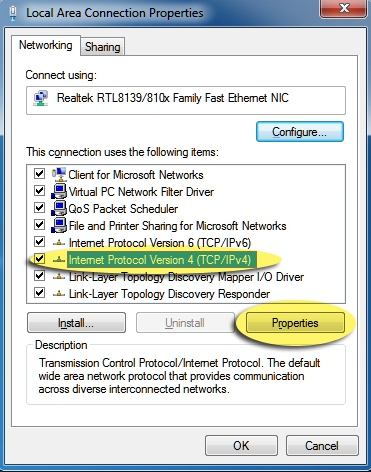 Local Area Connection Properties
Networking
Sharing
Connect using:
Realtek RTL8139/810x Family Fast Ethernet NIC
Configure...
This connection uses the following items:
Client for Microsoft Networks
Virtual PC Network Filter Driver
QoS Packet Scheduler
File and Printer Sharing for Microsoft Networks
Internet Protocol Version 6 (TCP/IPv6)
Internet Protocol Version 4 (TCP/IPv4)
Link-Layer Topology Discovery Mapper I/O Driver
Link-Layer Topology Discovery Responder
Install...
Uninstall
Properties
Description
Transmission Control Protocol/Internet Protocol. The default
wide area network protocol that provides communication
across diverse interconnected networks.
OK
Cancel